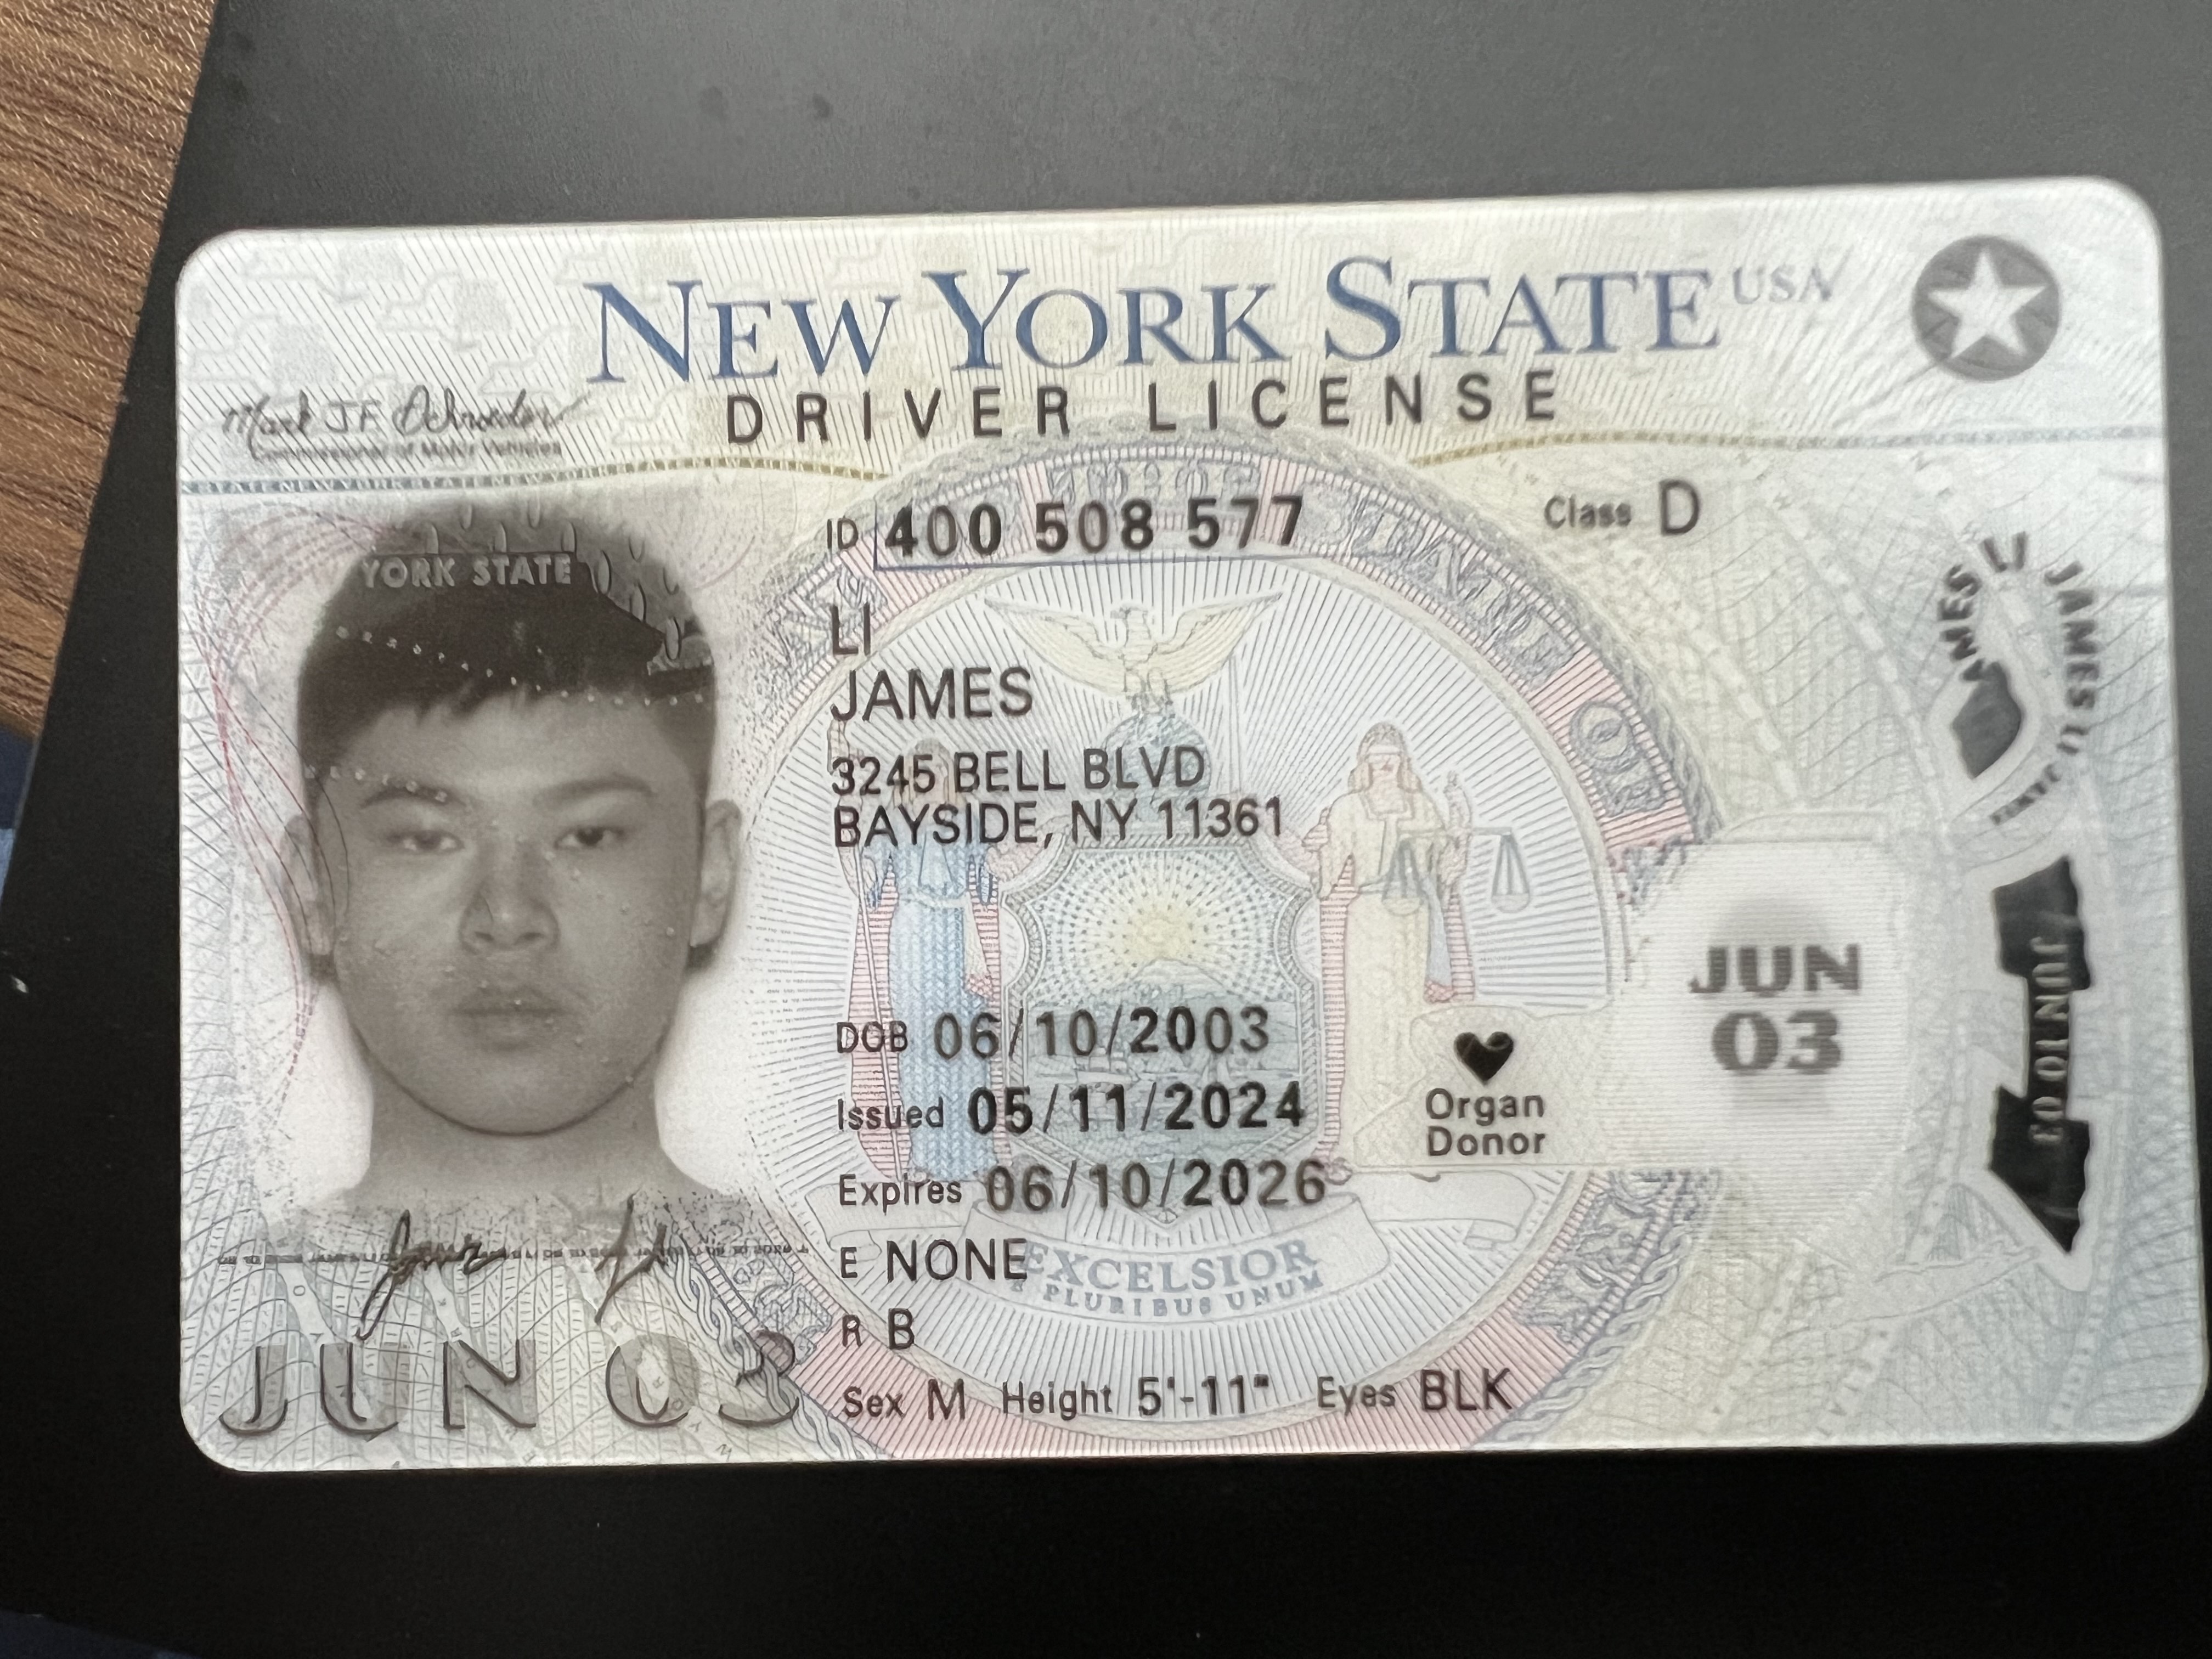 NEW YORK STATE USA
DRIVER LICENSE
Mark J.F. Schroeder
Commissioner of Motor Vehicles
ID 400 508 577
Class D
YORK STATE
LI
JAMES
3245 BELL BLVD
BAYSIDE, NY 11361
DOB 06/10/2003
Issued 05/11/2024
Expires 06/10/2026
E NONE
R B
Sex M Height 5'-11" Eyes BLK
Organ
Donor
JUN
03
JAMES LI JAMES LI
JUN 10 03
EXCELSIOR
E PLURIBUS UNUM
JUN 03